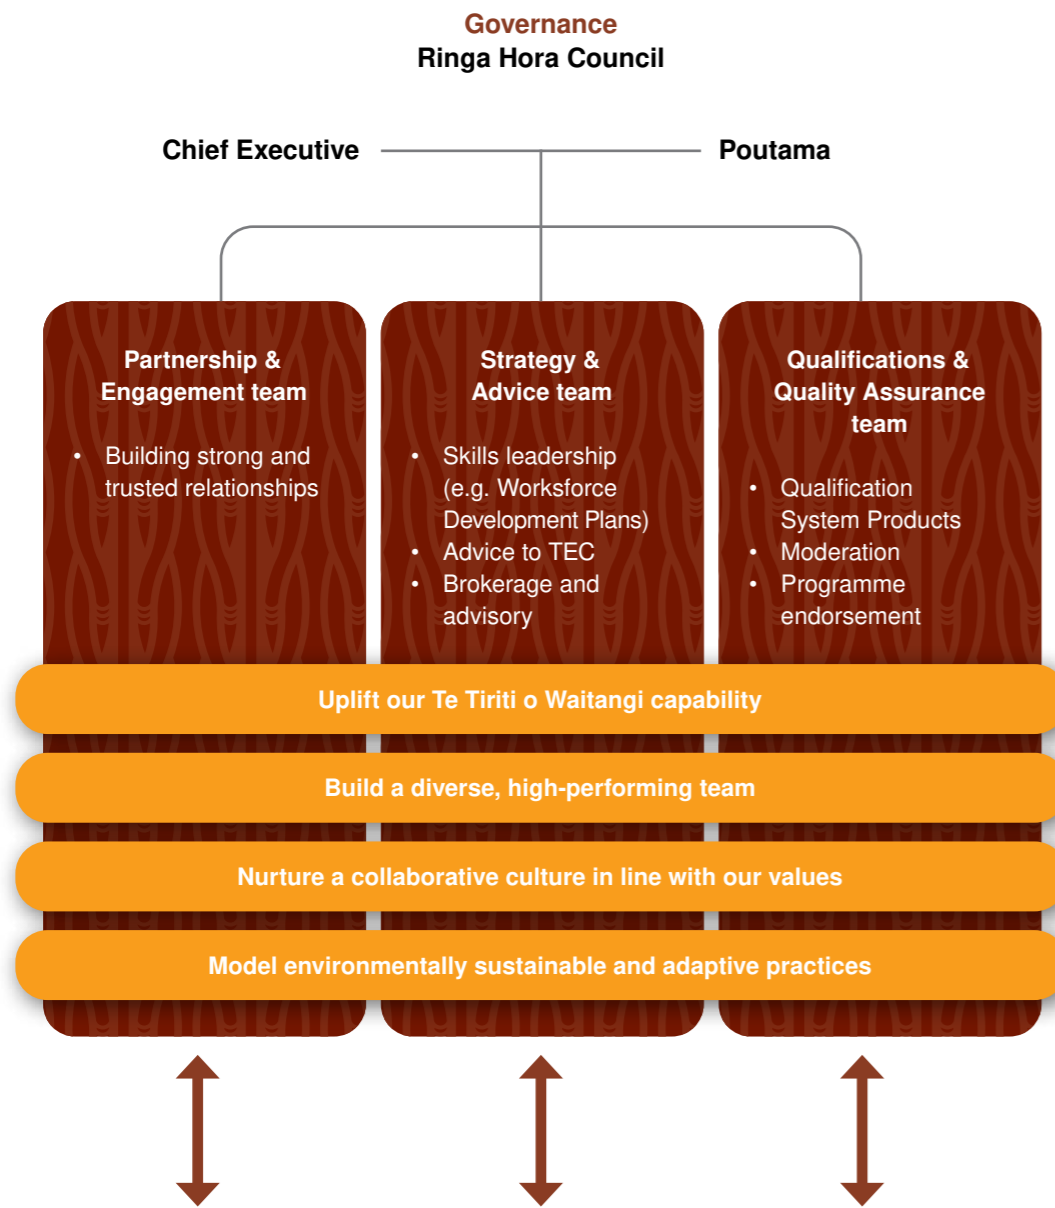 Governance
Ringa Hora Council
Chief Executive
Poutama
Partnership &
Engagement team
• Building strong and
trusted relationships
Strategy &
Advice team
• Skills leadership
(e.g. Worksforce
Development Plans)
• Advice to TEC
• Brokerage and
advisory
Qualifications &
Quality Assurance
team
• Qualification
System Products
• Moderation
• Programme
endorsement
Uplift our Te Tiriti o Waitangi capability
Build a diverse, high-performing team
Nurture a collaborative culture in line with our values
Model environmentally sustainable and adaptive practices